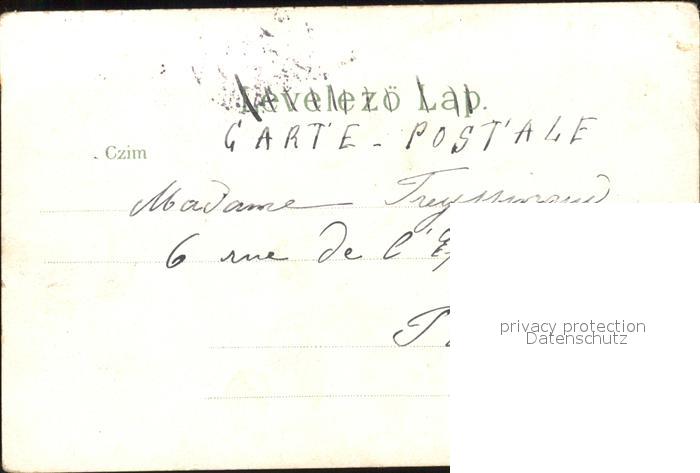 Levelező Lap.
CARTE-POSTALE
Czim
Madame
6 rue de l'
privacy protection
Datenschutz